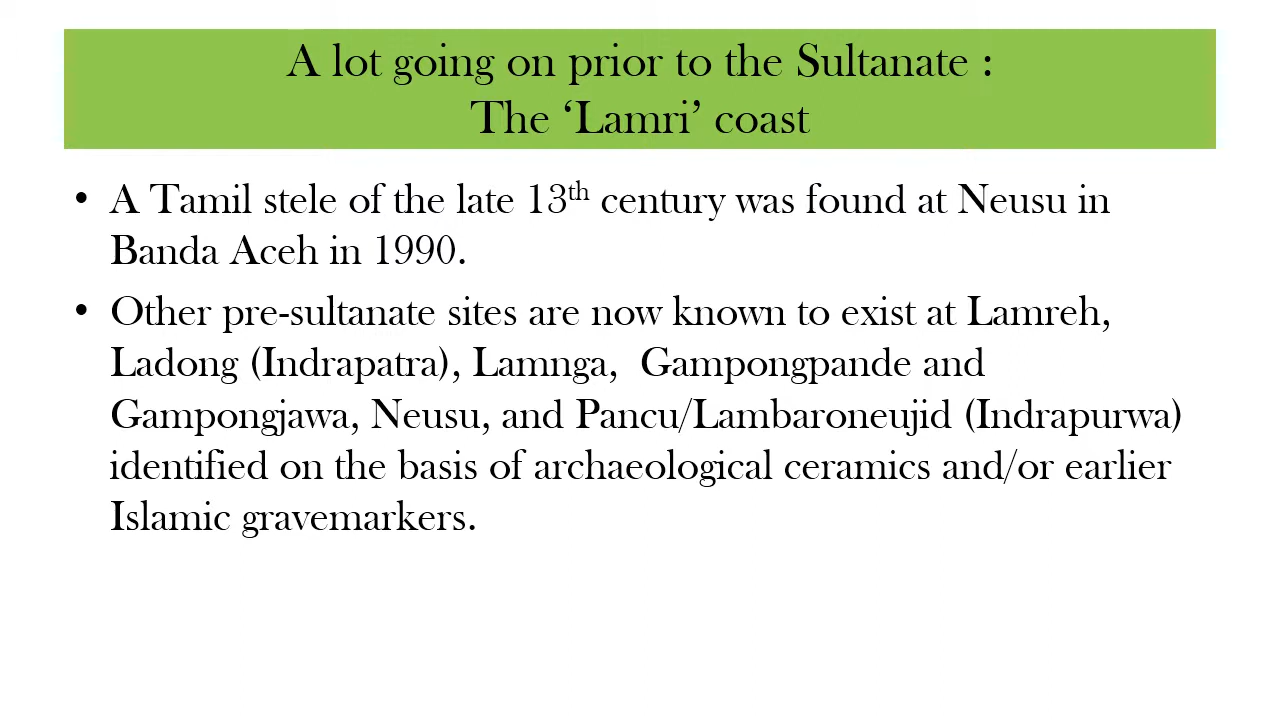 A lot going on prior to the Sultanate :
The ‘Lamri’ coast
• A Tamil stele of the late 13th century was found at Neusu in
Banda Aceh in 1990.
• Other pre-sultanate sites are now known to exist at Lamreh,
Ladong (Indrapatra), Lamnga,  Gampongpande and
Gampongjawa, Neusu, and Pancu/Lambaroneujid (Indrapurwa)
identified on the basis of archaeological ceramics and/or earlier
Islamic gravemarkers.